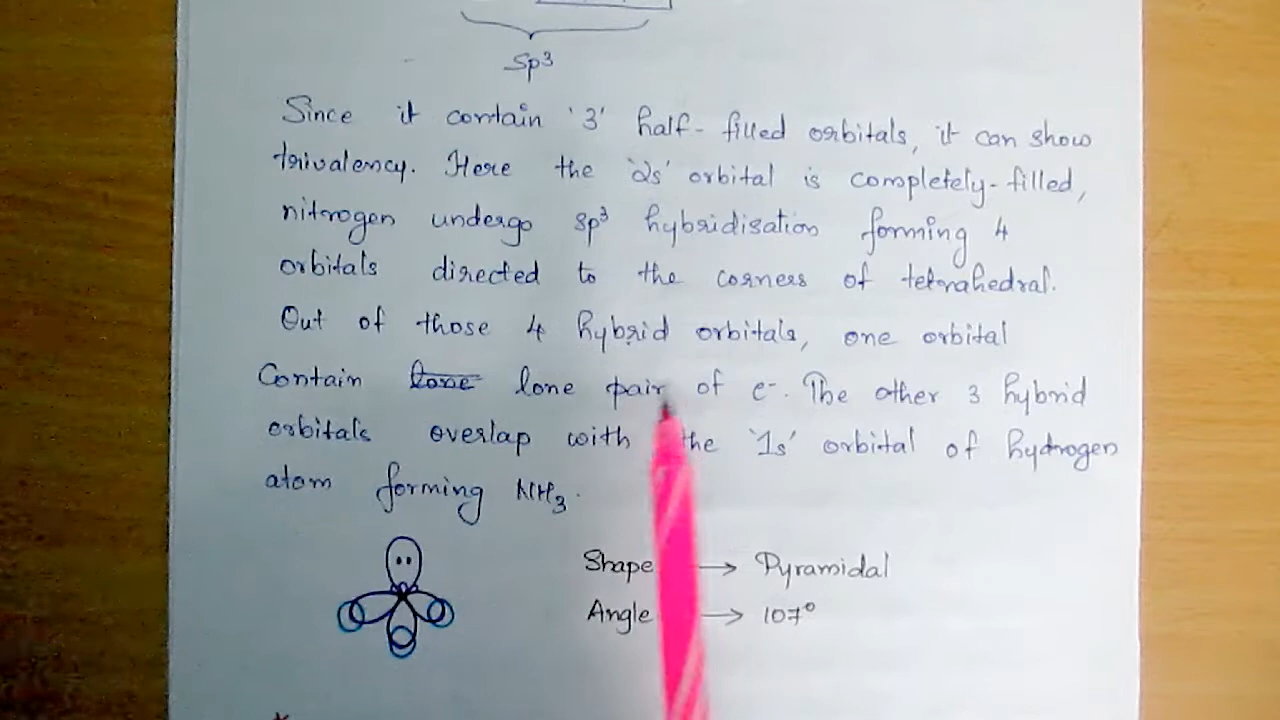 Sp³
Since it contain '3' half-filled orbitals, it can show
trivalency. Here the '2s' orbital is completely-filled,
nitrogen undergo sp³ hybridisation forming 4
orbitals directed to the corners of tetrahedral.
Out of those 4 hybrid orbitals, one orbital
Contain lone lone pair of e⁻. The other 3 hybrid
orbitals overlap with the '1s' orbital of hydrogen
atom forming NH₃.
Shape → Pyramidal
Angle → 107°